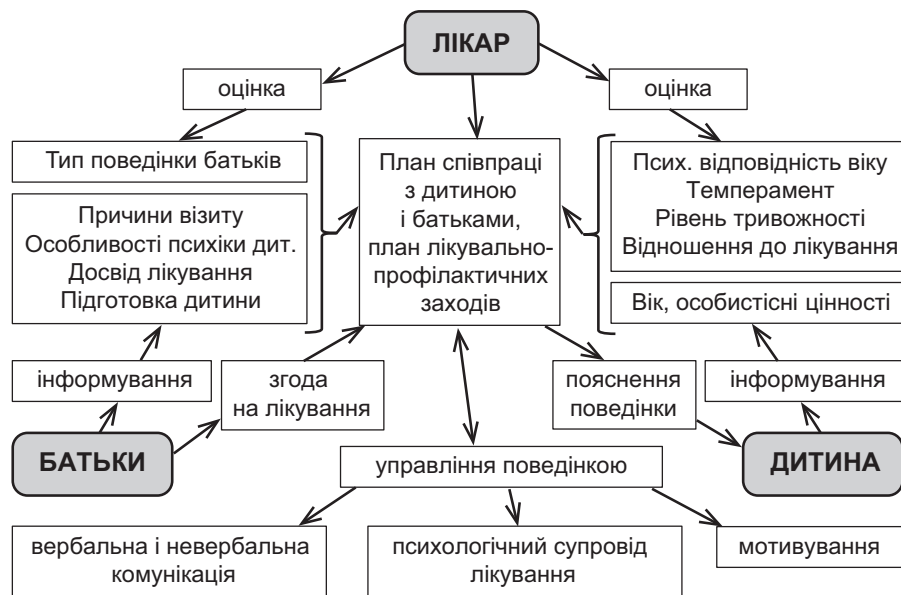 ЛІКАР
оцінка
оцінка
Тип поведінки батьків
Причини візиту
Особливості психіки дит.
Досвід лікування
Підготовка дитини
План співпраці
з дитиною
і батьками,
план лікувально-
профілактичних
заходів
Псих. відповідність віку
Темперамент
Рівень тривожності
Відношення до лікування
Вік, особистісні цінності
інформування
згода
на лікування
пояснення
поведінки
інформування
БАТЬКИ
ДИТИНА
управління поведінкою
вербальна і невербальна
комунікація
психологічний супровід
лікування
мотивування